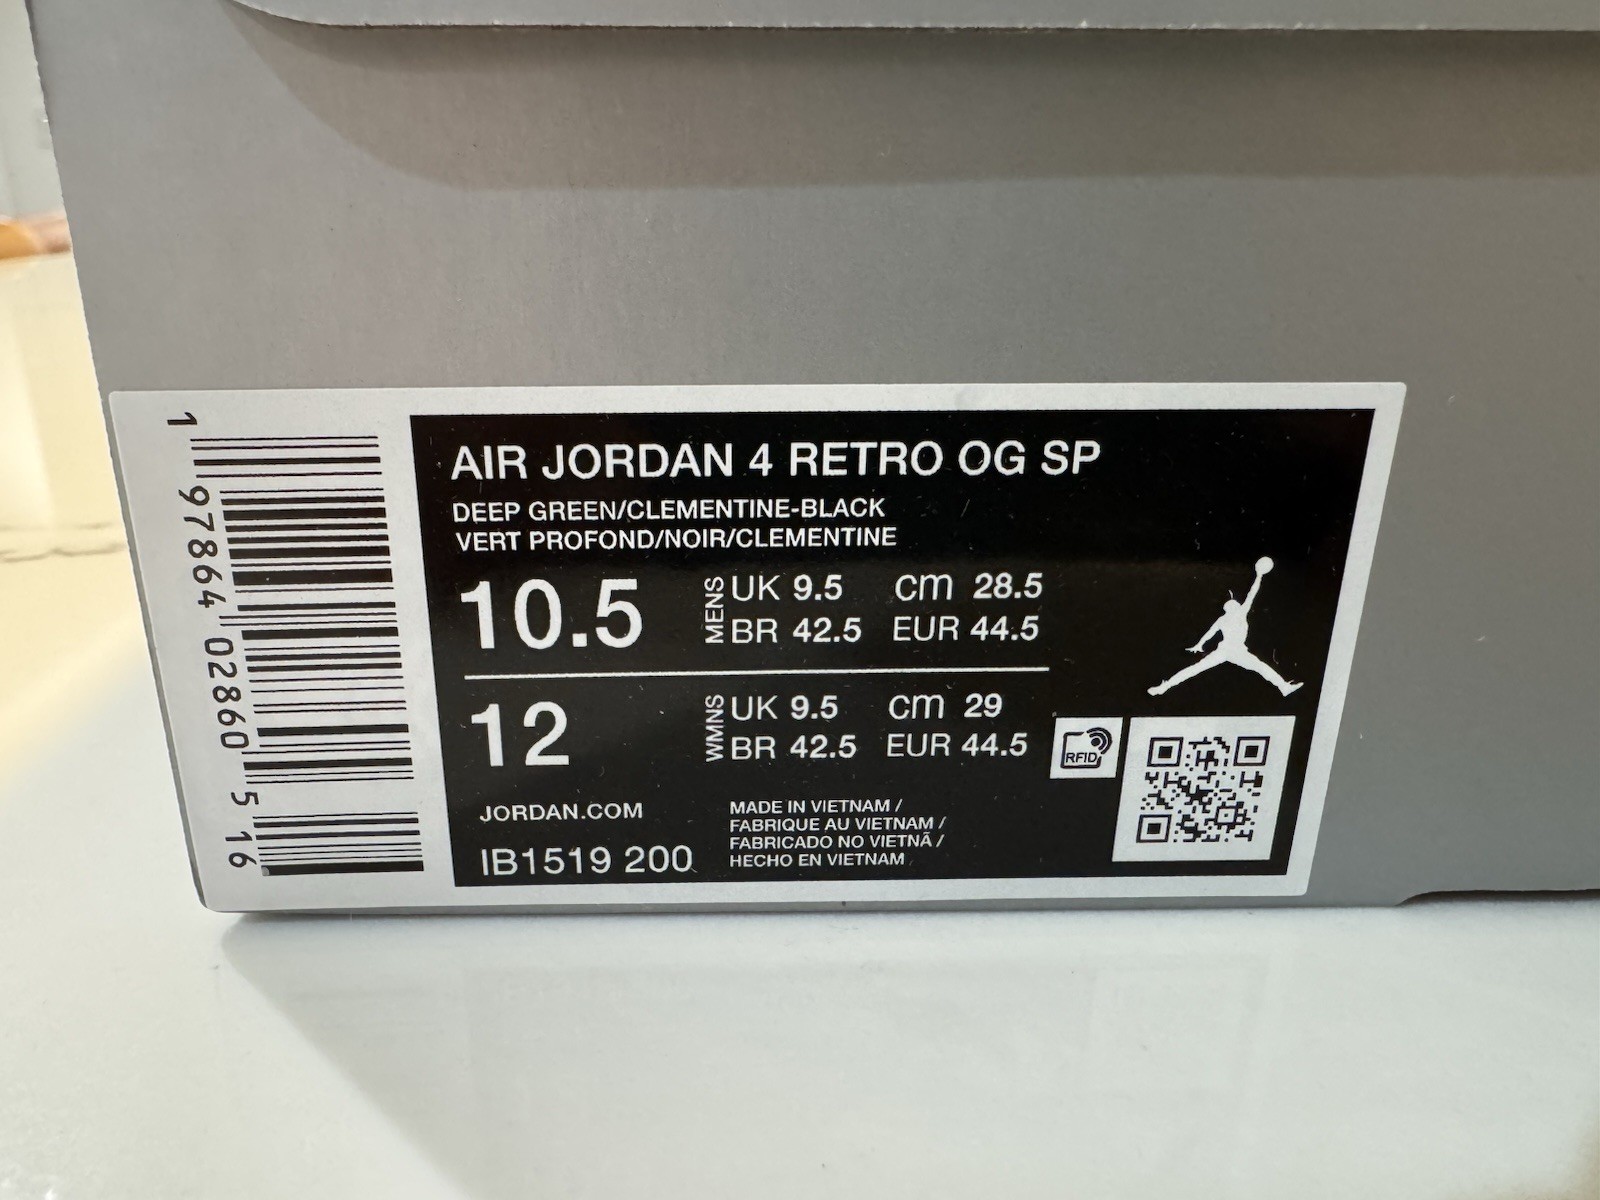 1 97864 02860 5 16
AIR JORDAN 4 RETRO OG SP
DEEP GREEN/CLEMENTINE-BLACK
VERT PROFOND/NOIR/CLEMENTINE
10.5 MENS UK 9.5 cm 28.5
BR 42.5 EUR 44.5
12 WMNS UK 9.5 cm 29
BR 42.5 EUR 44.5
RFID
JORDAN.COM
MADE IN VIETNAM /
FABRIQUE AU VIETNAM /
FABRICADO NO VIETNÃ /
HECHO EN VIETNAM
IB1519 200